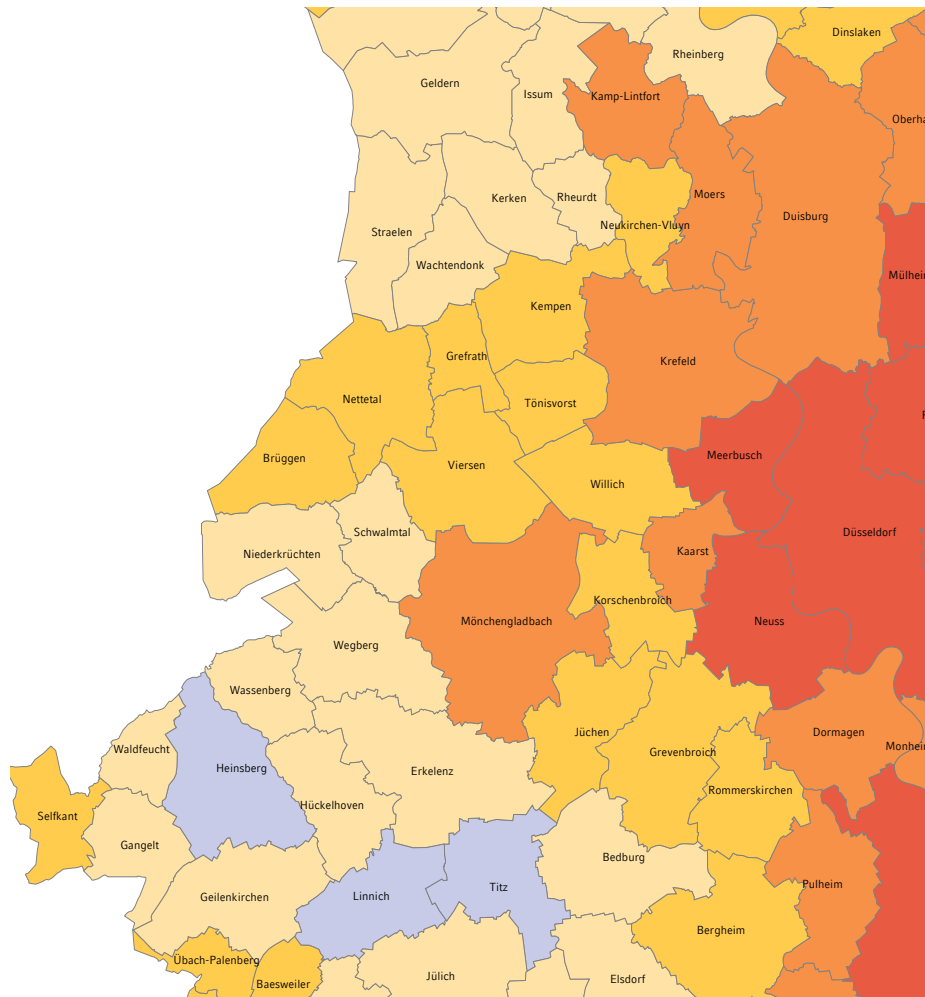 Dinslaken
Rheinberg
Geldern
Issum
Kamp-Lintfort
Oberha
Moers
Kerken
Rheurdt
Duisburg
Neukirchen-Vluyn
Straelen
Wachtendonk
Mülhei
Kempen
Grefrath
Krefeld
Nettetal
Tönisvorst
Meerbusch
Brüggen
Viersen
Willich
Schwalmtal
Düsseldorf
Niederkrüchten
Kaarst
Korschenbroich
Mönchengladbach
Neuss
Wegberg
Wassenberg
Jüchen
Dormagen
Waldfeucht
Grevenbroich
Monhei
Heinsberg
Erkelenz
Rommerskirchen
Hückelhoven
Selfkant
Gangelt
Bedburg
Pulheim
Titz
Linnich
Geilenkirchen
Bergheim
Übach-Palenberg
Jülich
Elsdorf
Baesweiler